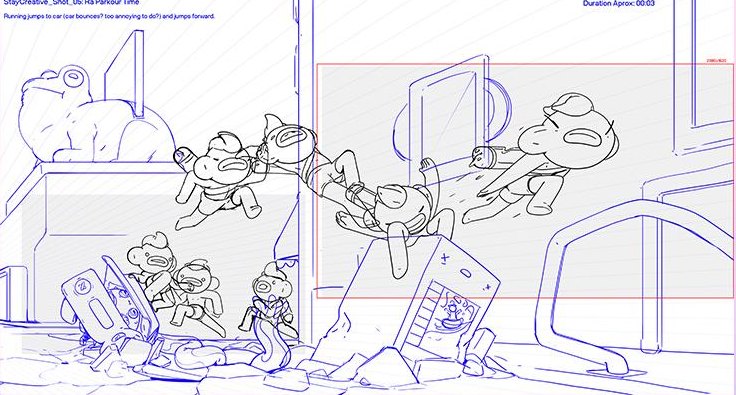 StayCreative_Shot_05: Ra Parkour Time
Duration Aprox: 00:03
Running jumps to car (car bounces? too annoying to do?) and jumps forward.